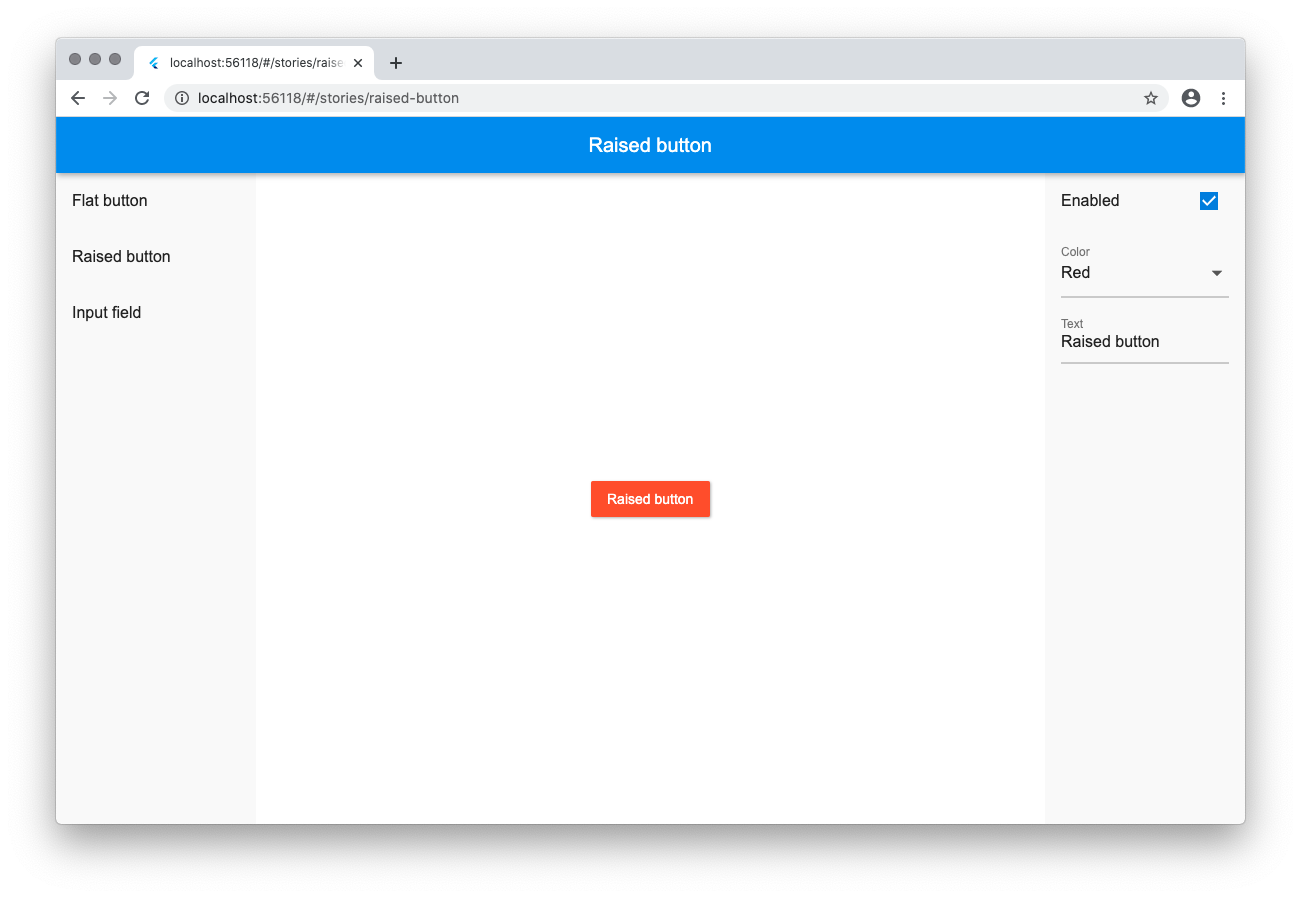 localhost:56118/#/stories/raise
localhost:56118/#/stories/raised-button
Raised button
Flat button
Raised button
Input field
Raised button
Enabled
Color
Red
Text
Raised button